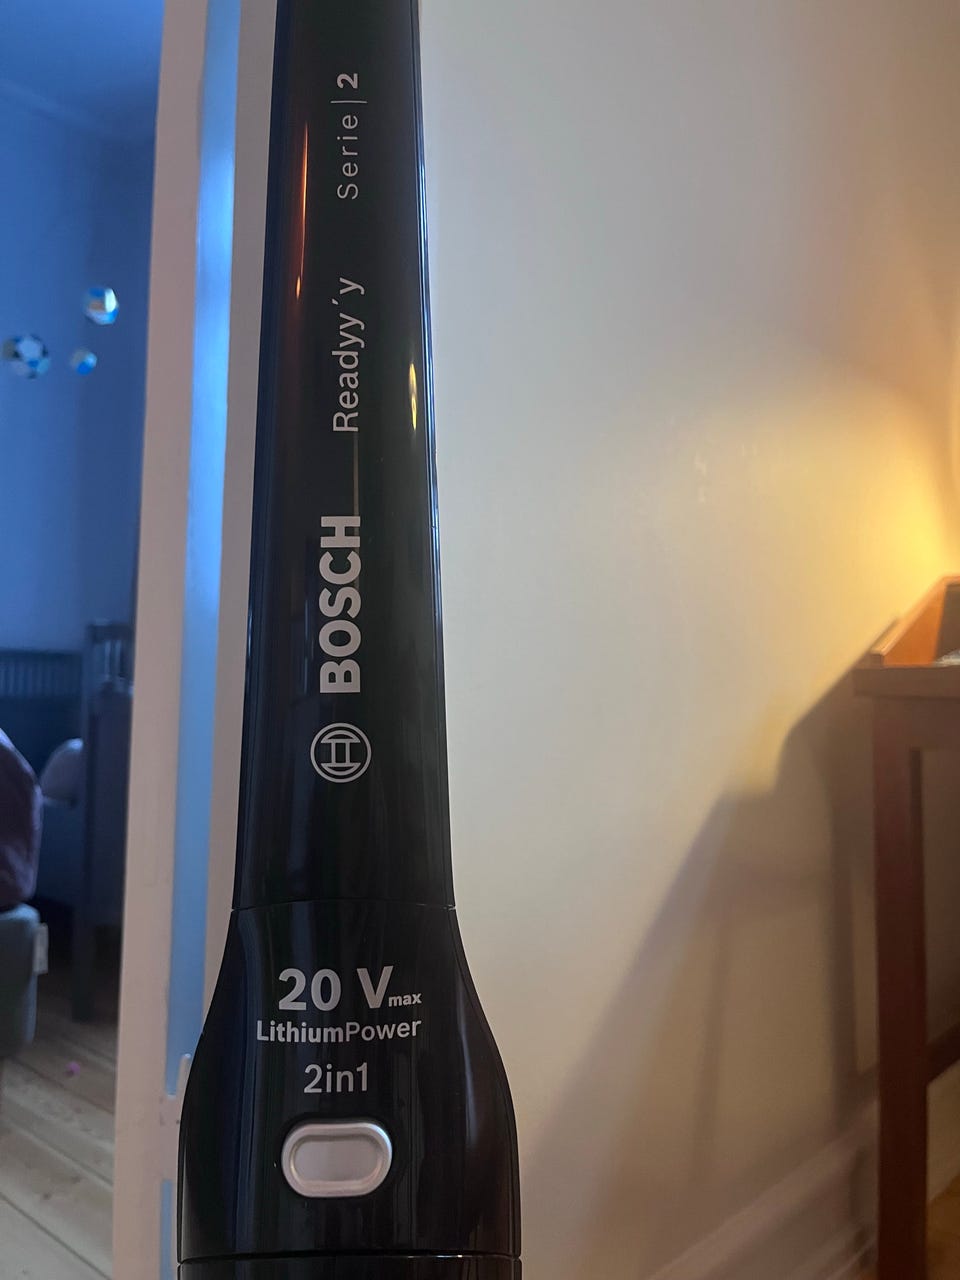 BOSCH Readyy´y Serie|2
20 Vmax
LithiumPower
2in1